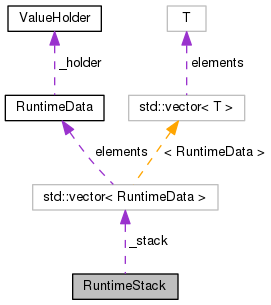 ValueHolder
T
_holder
elements
RuntimeData
std::vector< T >
elements
< RuntimeData >
std::vector< RuntimeData >
_stack
RuntimeStack